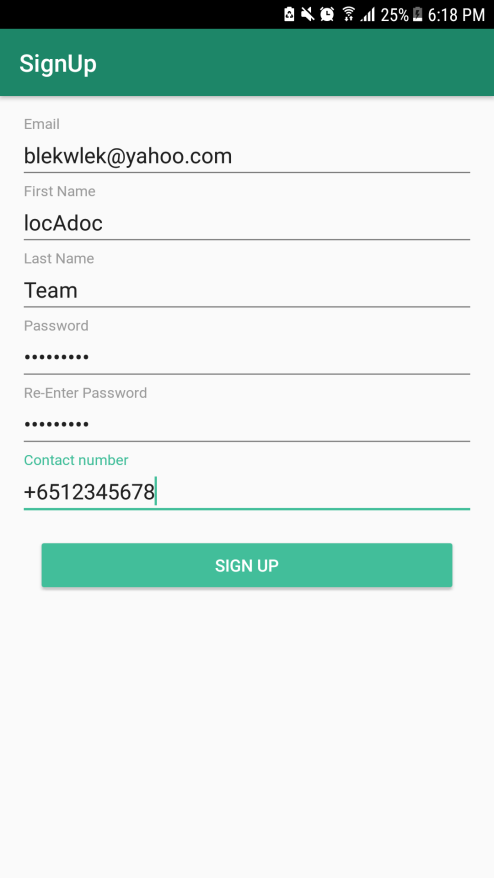 25% 6:18 PM
SignUp
Email
blekwlek@yahoo.com
First Name
locAdoc
Last Name
Team
Password
•••••••••
Re-Enter Password
•••••••••
Contact number
+6512345678
SIGN UP